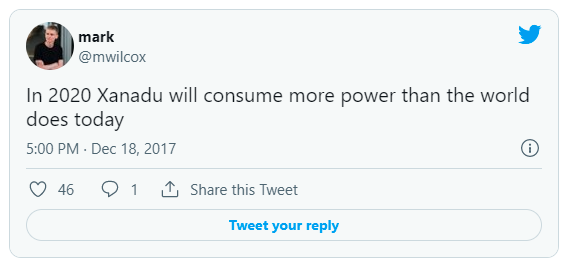 mark
@mwilcox
In 2020 Xanadu will consume more power than the world
does today
5:00 PM · Dec 18, 2017
46 1 Share this Tweet
Tweet your reply